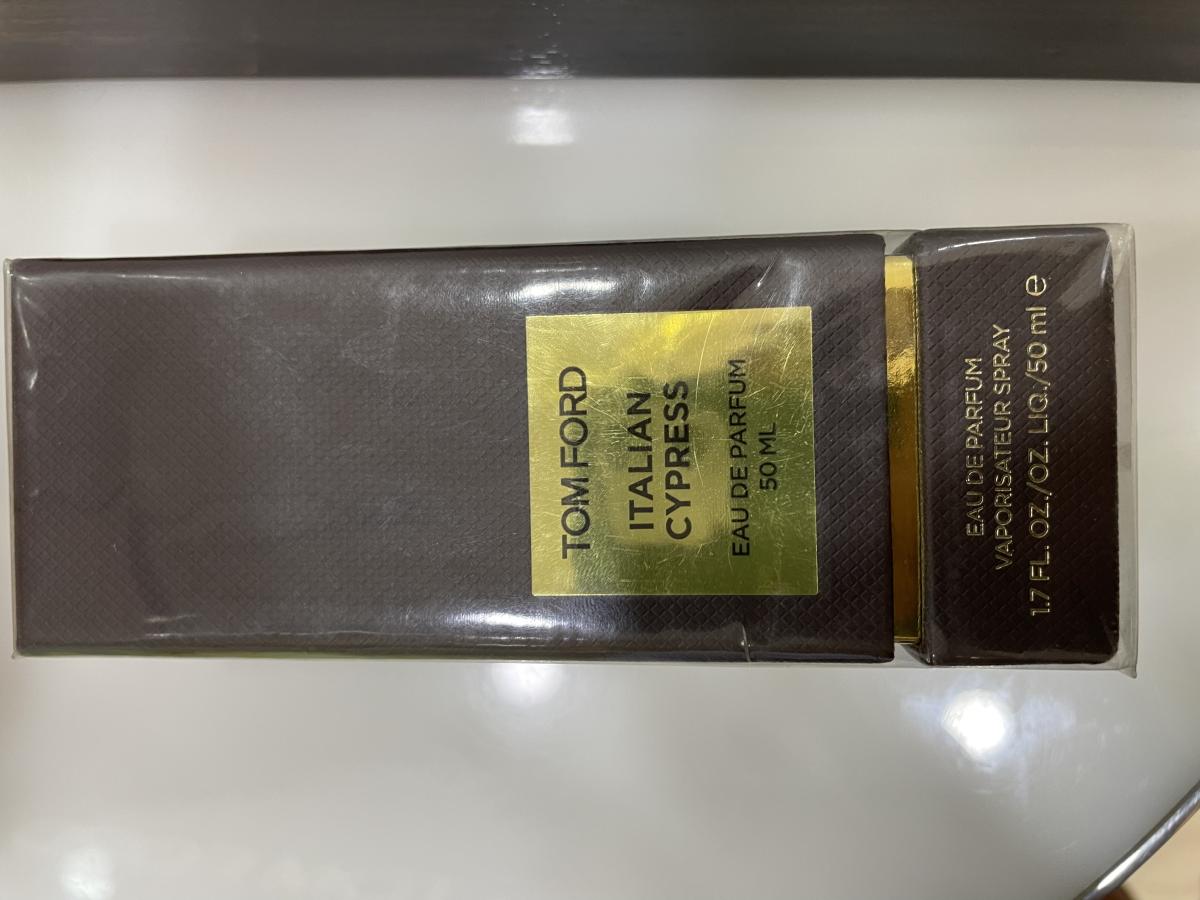 TOM FORD
ITALIAN
CYPRESS
EAU DE PARFUM
50 ML
EAU DE PARFUM
VAPORISATEUR SPRAY
1.7 FL. OZ./OZ. LIQ./50 ml e